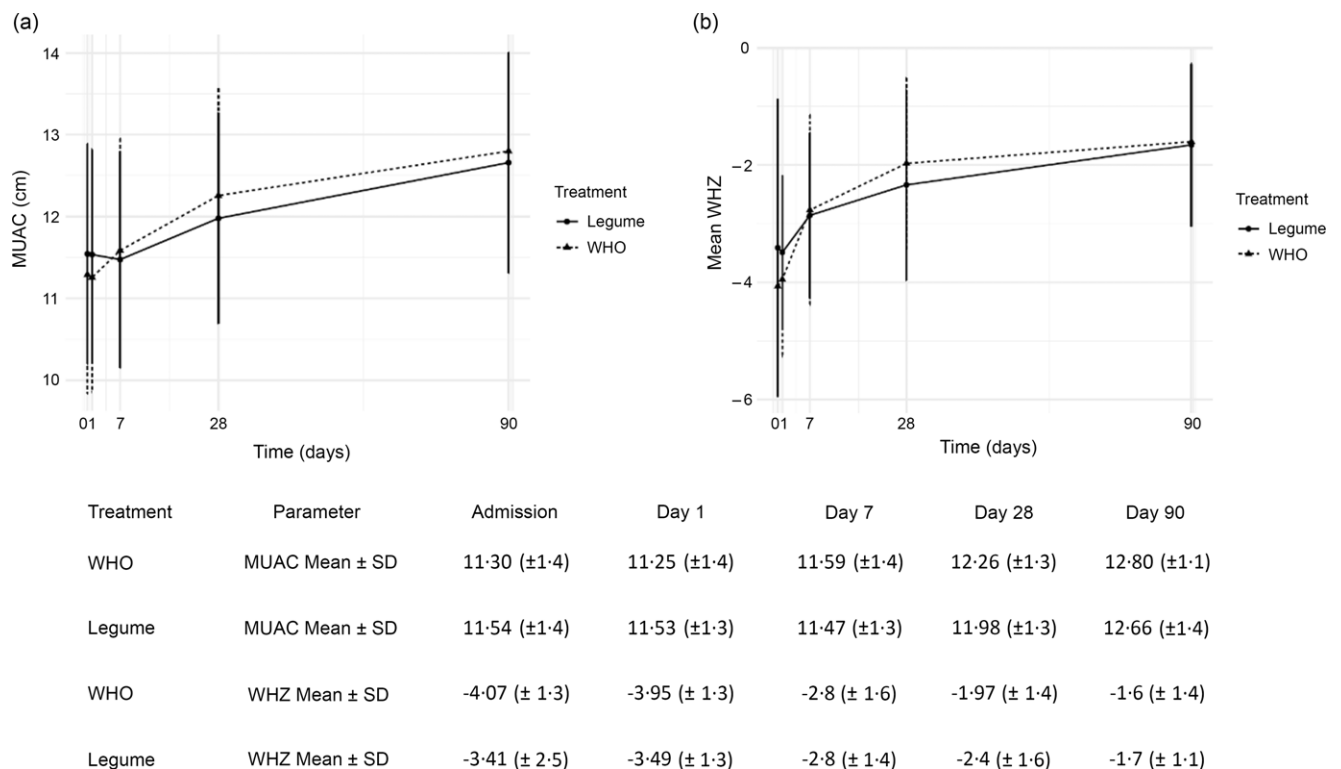 (a)
14
13
12
11
10
MUAC (cm)
01 7 28 90
Time (days)
Treatment
Legume
WHO
(b)
0
–2
–4
–6
Mean WHZ
01 7 28 90
Time (days)
Treatment
Legume
WHO
Treatment Parameter Admission Day 1 Day 7 Day 28 Day 90
WHO MUAC Mean ± SD 11·30 (±1·4) 11·25 (±1·4) 11·59 (±1·4) 12·26 (±1·3) 12·80 (±1·1)
Legume MUAC Mean ± SD 11·54 (±1·4) 11·53 (±1·3) 11·47 (±1·3) 11·98 (±1·3) 12·66 (±1·4)
WHO WHZ Mean ± SD -4·07 (± 1·3) -3·95 (± 1·3) -2·8 (± 1·6) -1·97 (± 1·4) -1·6 (± 1·4)
Legume WHZ Mean ± SD -3·41 (± 2·5) -3·49 (± 1·3) -2·8 (± 1·4) -2·4 (± 1·6) -1·7 (± 1·1)